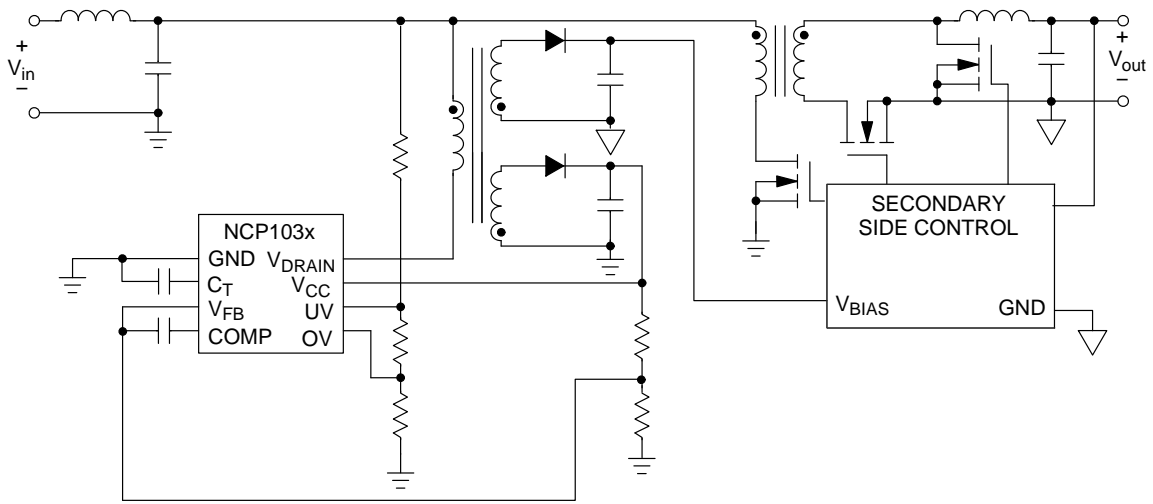 +
V_in
−
+
V_out
−
NCP103x
GND
C_T
V_FB
COMP
V_DRAIN
V_CC
UV
OV
SECONDARY
SIDE CONTROL
V_BIAS
GND